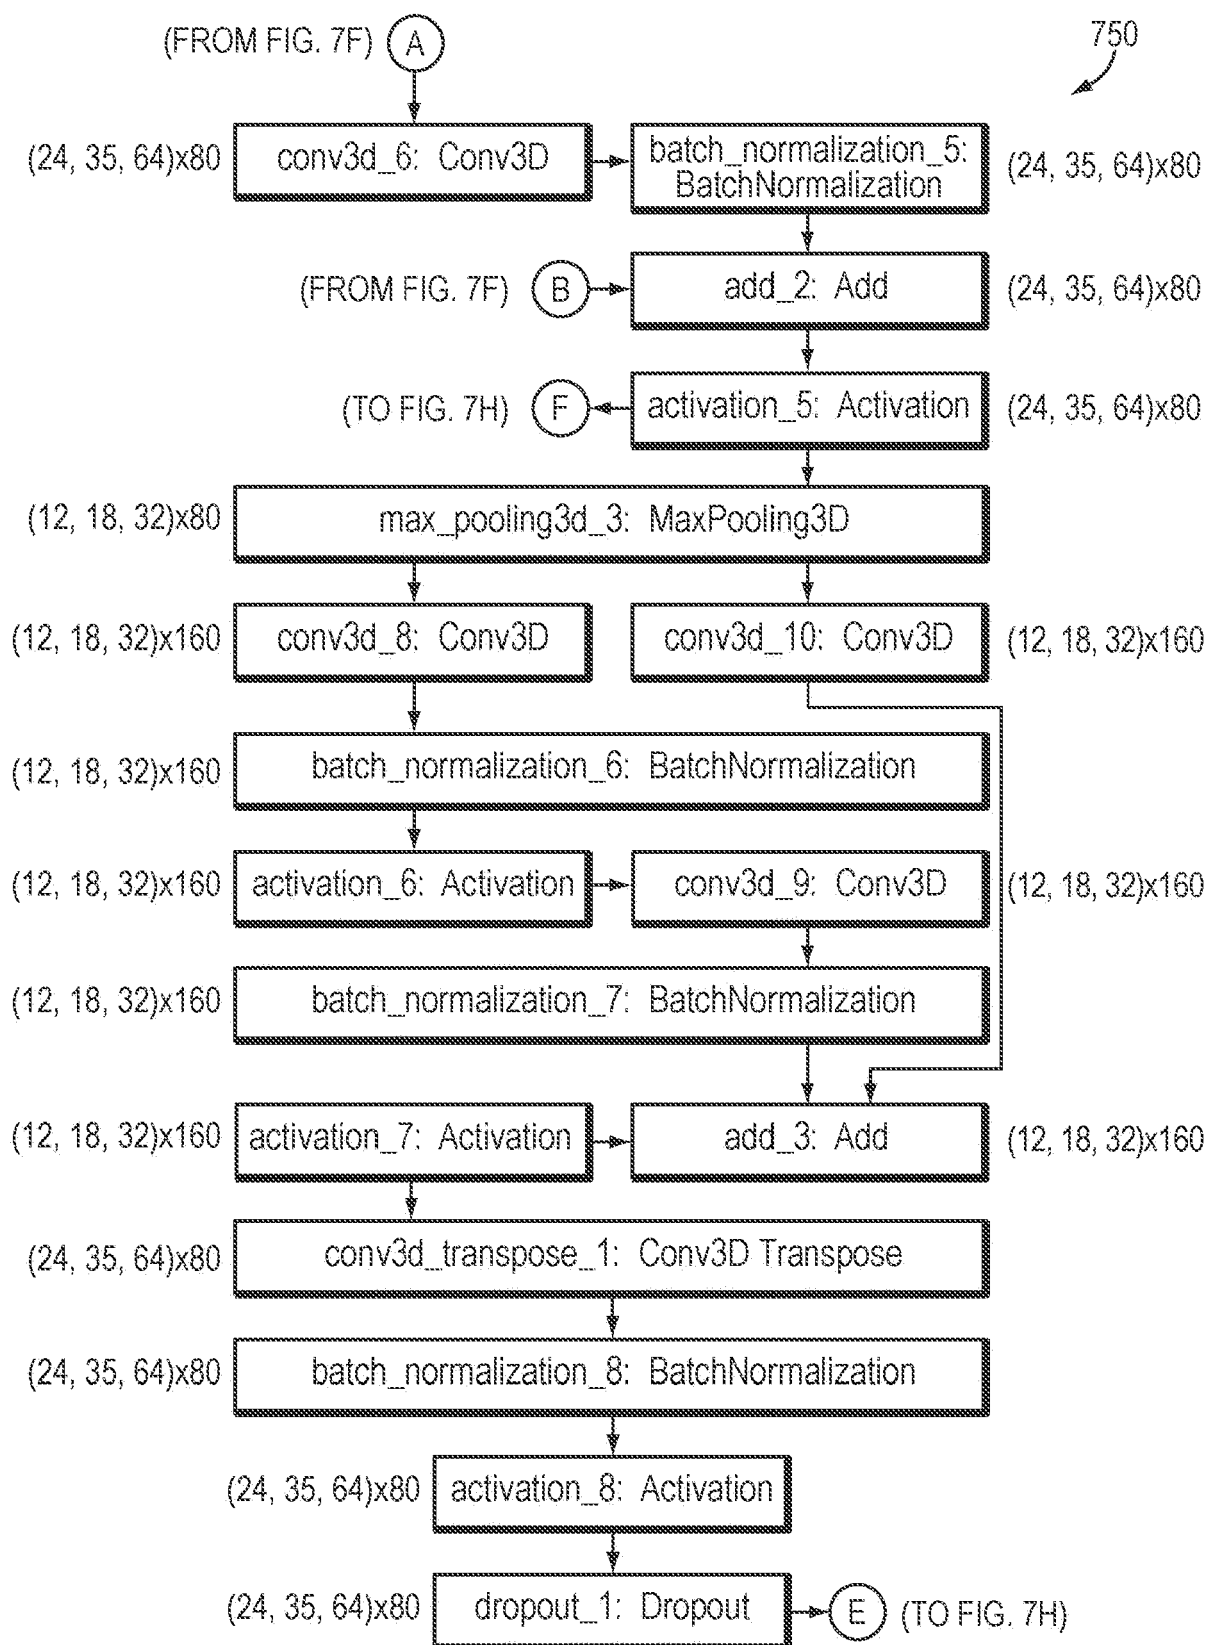 (FROM FIG. 7F) A
750
(24, 35, 64)x80 conv3d_6: Conv3D batch_normalization_5: (24, 35, 64)x80
BatchNormalization
(FROM FIG. 7F) B add_2: Add (24, 35, 64)x80
(TO FIG. 7H) F activation_5: Activation (24, 35, 64)x80
(12, 18, 32)x80 max_pooling3d_3: MaxPooling3D
(12, 18, 32)x160 conv3d_8: Conv3D conv3d_10: Conv3D (12, 18, 32)x160
(12, 18, 32)x160 batch_normalization_6: BatchNormalization
(12, 18, 32)x160 activation_6: Activation conv3d_9: Conv3D (12, 18, 32)x160
(12, 18, 32)x160 batch_normalization_7: BatchNormalization
(12, 18, 32)x160 activation_7: Activation add_3: Add (12, 18, 32)x160
(24, 35, 64)x80 conv3d_transpose_1: Conv3D Transpose
(24, 35, 64)x80 batch_normalization_8: BatchNormalization
(24, 35, 64)x80 activation_8: Activation
(24, 35, 64)x80 dropout_1: Dropout E (TO FIG. 7H)